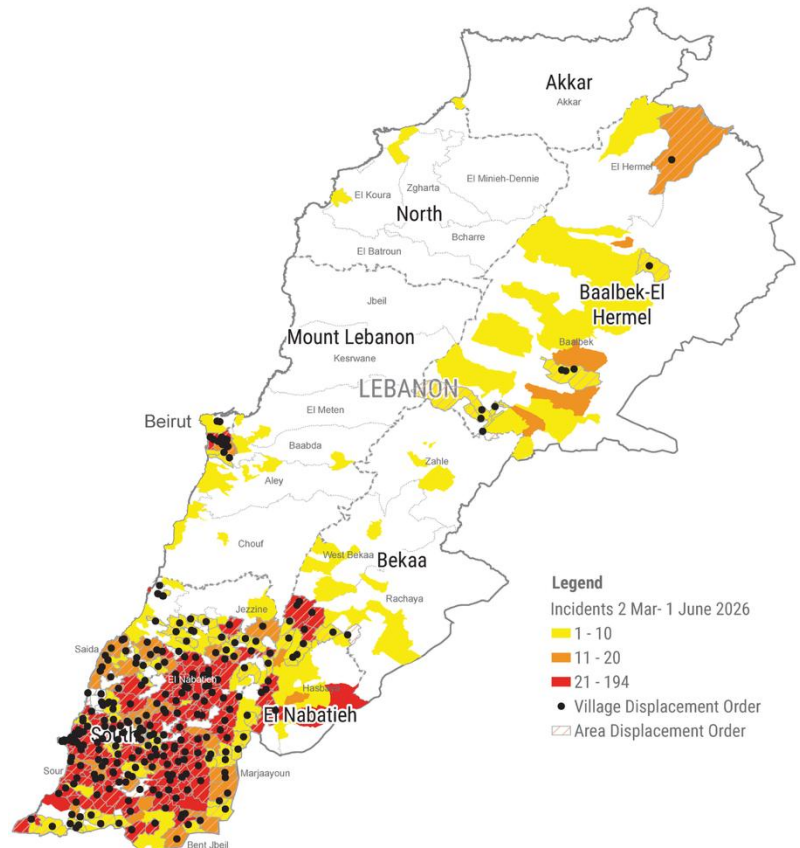 Akkar
Akkar
El Hermel
El Minieh-Dennie
Zgharta
El Koura
North
Bcharre
El Batroun
Baalbek-El
Hermel
Jbeil
Mount Lebanon
Baalbek
Kesrwane
LEBANON
El Meten
Beirut
Baabda
Zahle
Aley
Chouf
West Bekaa
Bekaa
Rachaya
Jezzine
Saida
El Nabatieh
Hasbaya
El Nabatieh
South
Sour
Marjaayoun
Bent Jbeil
Legend
Incidents 2 Mar- 1 June 2026
1 - 10
11 - 20
21 - 194
Village Displacement Order
Area Displacement Order